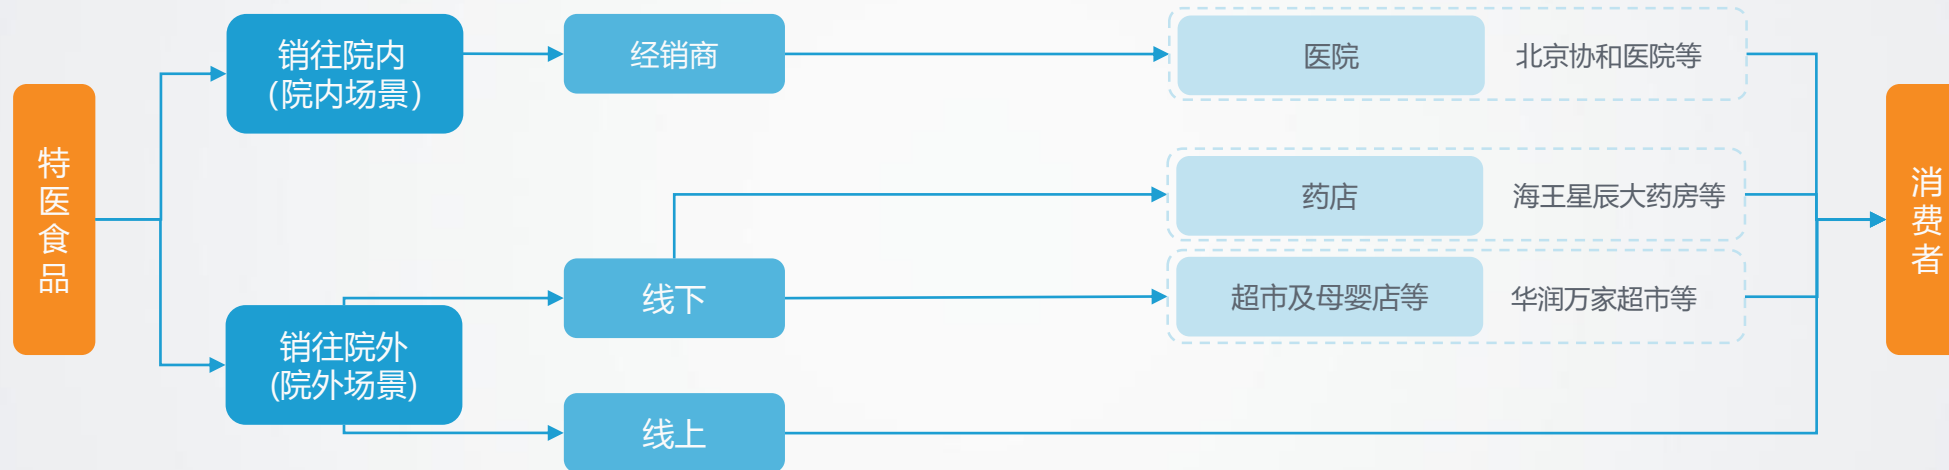 特医食品
销往院内
（院内场景）
经销商
医院
北京协和医院等
药店
海王星辰大药房等
线下
超市及母婴店等
华润万家超市等
销往院外
(院外场景)
线上
消费者